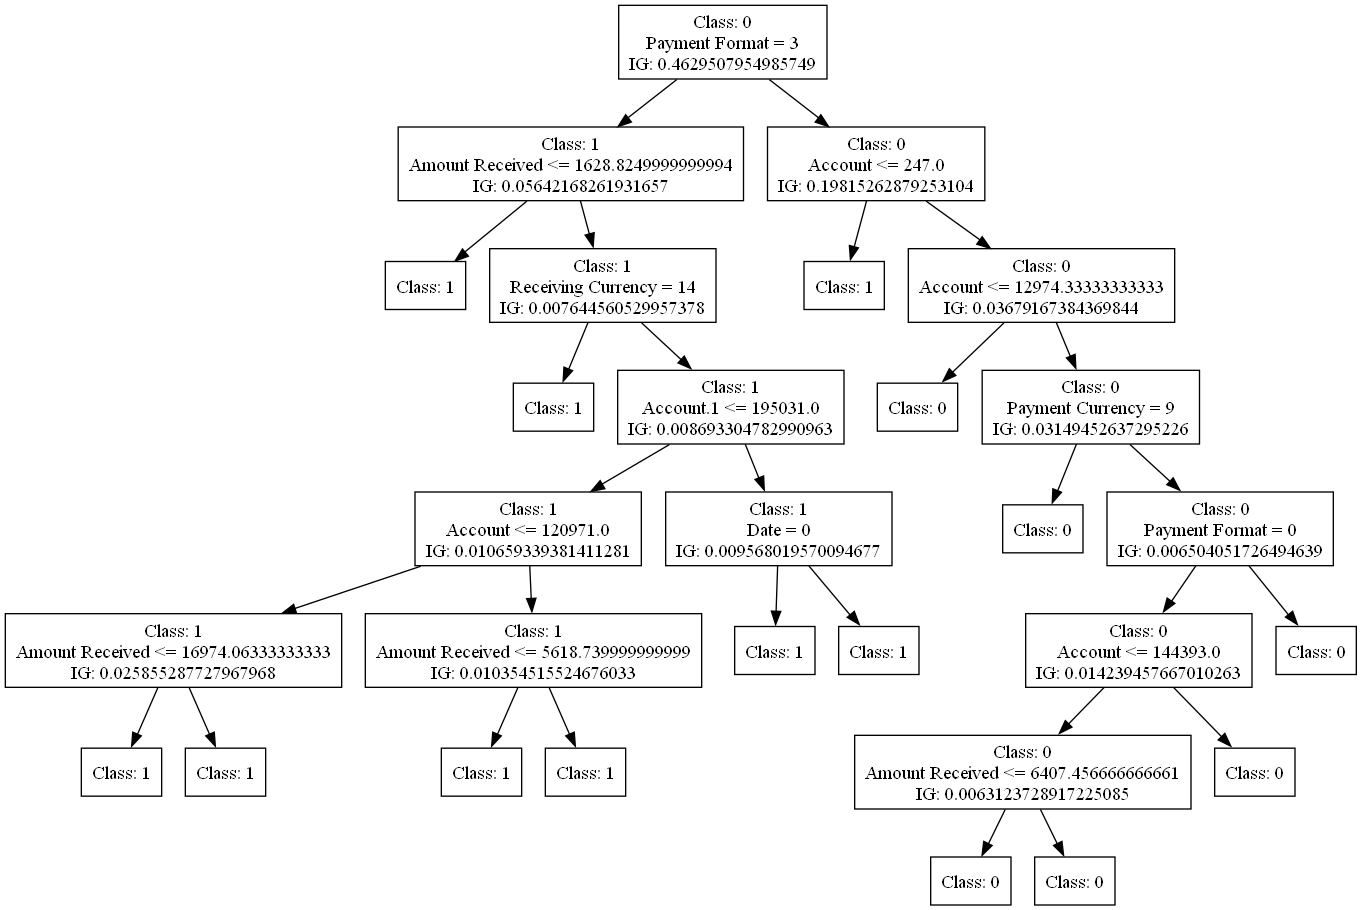 Class: 0
Payment Format = 3
IG: 0.4629507954985749
Class: 1
Amount Received <= 1628.8249999999994
IG: 0.05642168261931657
Class: 0
Account <= 247.0
IG: 0.19815262879253104
Class: 1
Class: 1
Receiving Currency = 14
IG: 0.007644560529957378
Class: 1
Class: 0
Account <= 12974.33333333333
IG: 0.03679167384369844
Class: 1
Class: 1
Account.1 <= 195031.0
IG: 0.008693304782990963
Class: 0
Class: 0
Payment Currency = 9
IG: 0.03149452637295226
Class: 1
Account <= 120971.0
IG: 0.010659339381411281
Class: 1
Date = 0
IG: 0.009568019570094677
Class: 0
Class: 0
Payment Format = 0
IG: 0.006504051726494639
Class: 1
Amount Received <= 16974.06333333333
IG: 0.025855287727967968
Class: 1
Amount Received <= 5618.739999999999
IG: 0.010354515524676033
Class: 1
Class: 1
Class: 0
Account <= 144393.0
IG: 0.014239457667010263
Class: 0
Class: 1
Class: 1
Class: 1
Class: 1
Class: 0
Amount Received <= 6407.456666666661
IG: 0.0063123728917225085
Class: 0
Class: 0
Class: 0